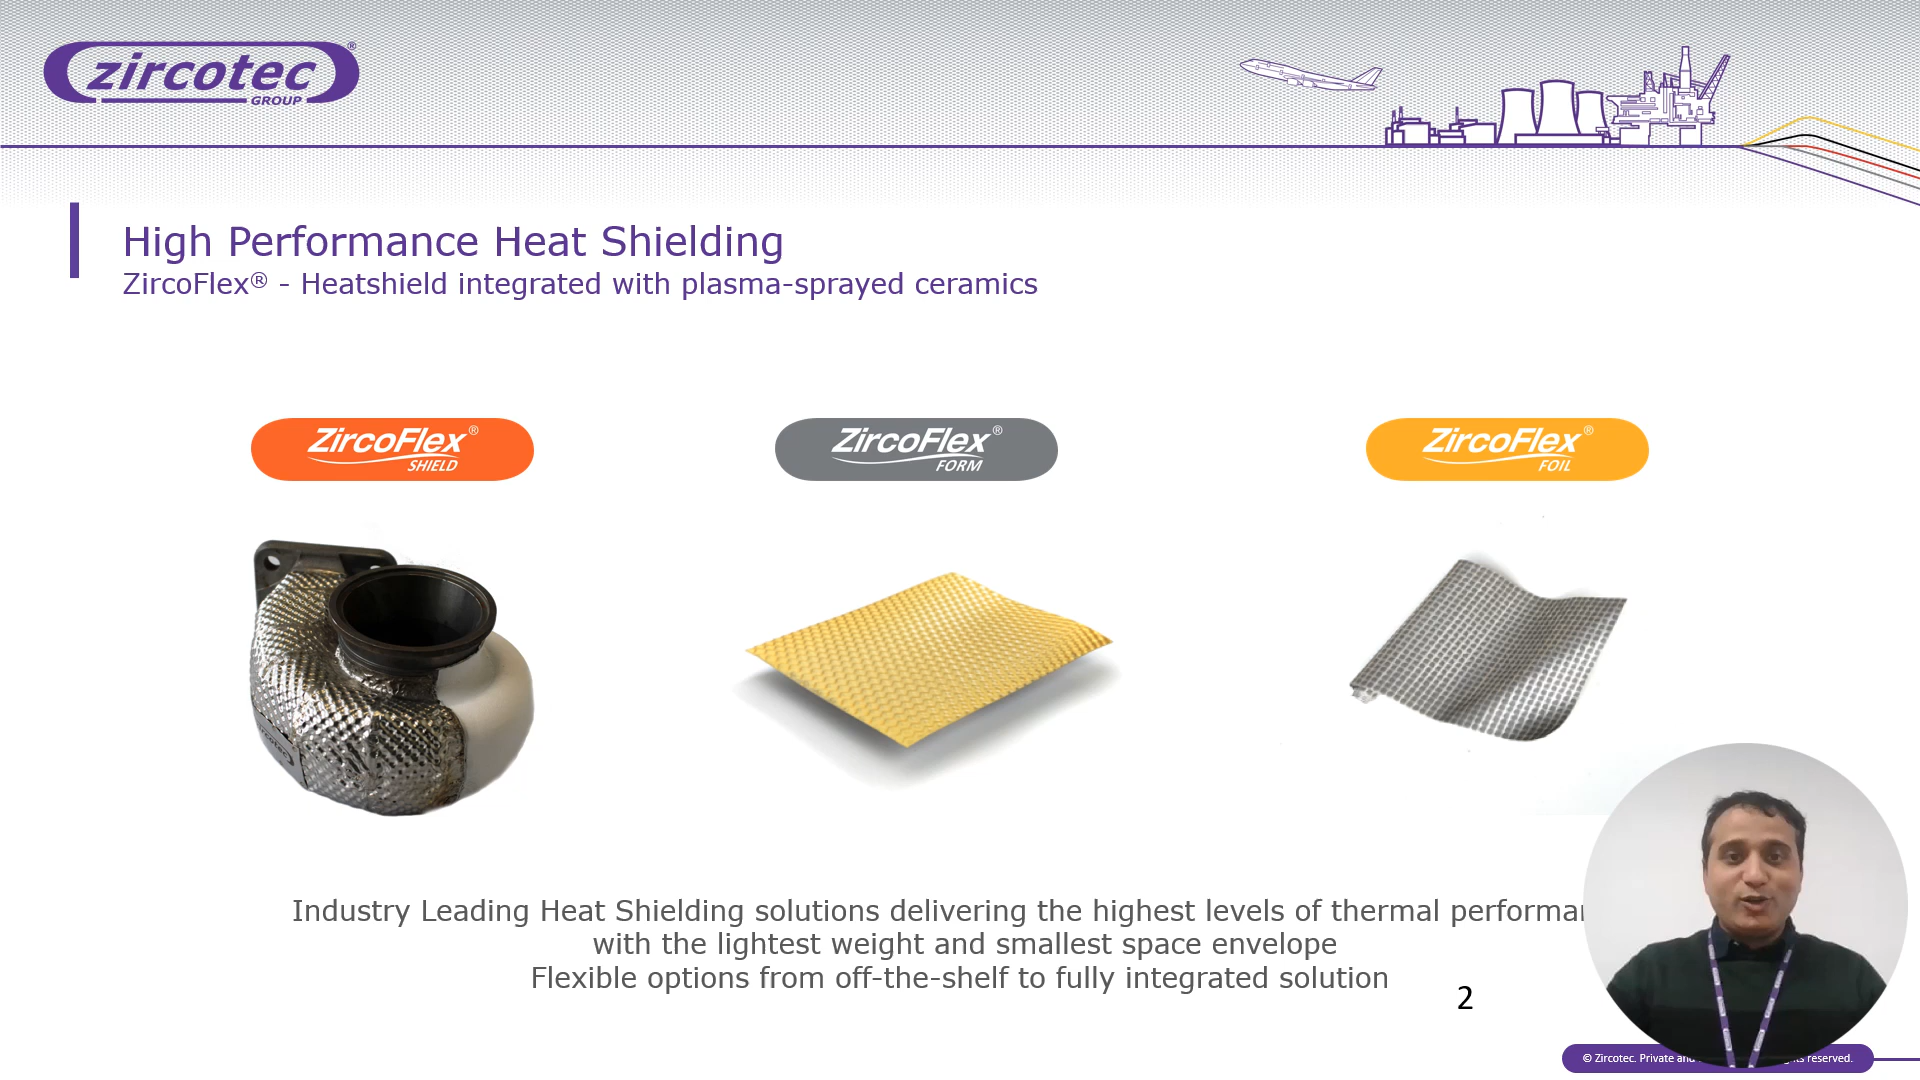 zircotec®
GROUP
High Performance Heat Shielding
ZircoFlex® - Heatshield integrated with plasma-sprayed ceramics
ZircoFlex®
SHIELD
ZircoFlex®
FORM
ZircoFlex®
FOIL
Industry Leading Heat Shielding solutions delivering the highest levels of thermal
with the lightest weight and smallest space envelope
Flexible options from off-the-shelf to fully integrated solution
2
© Zircotec. Private and reserved.